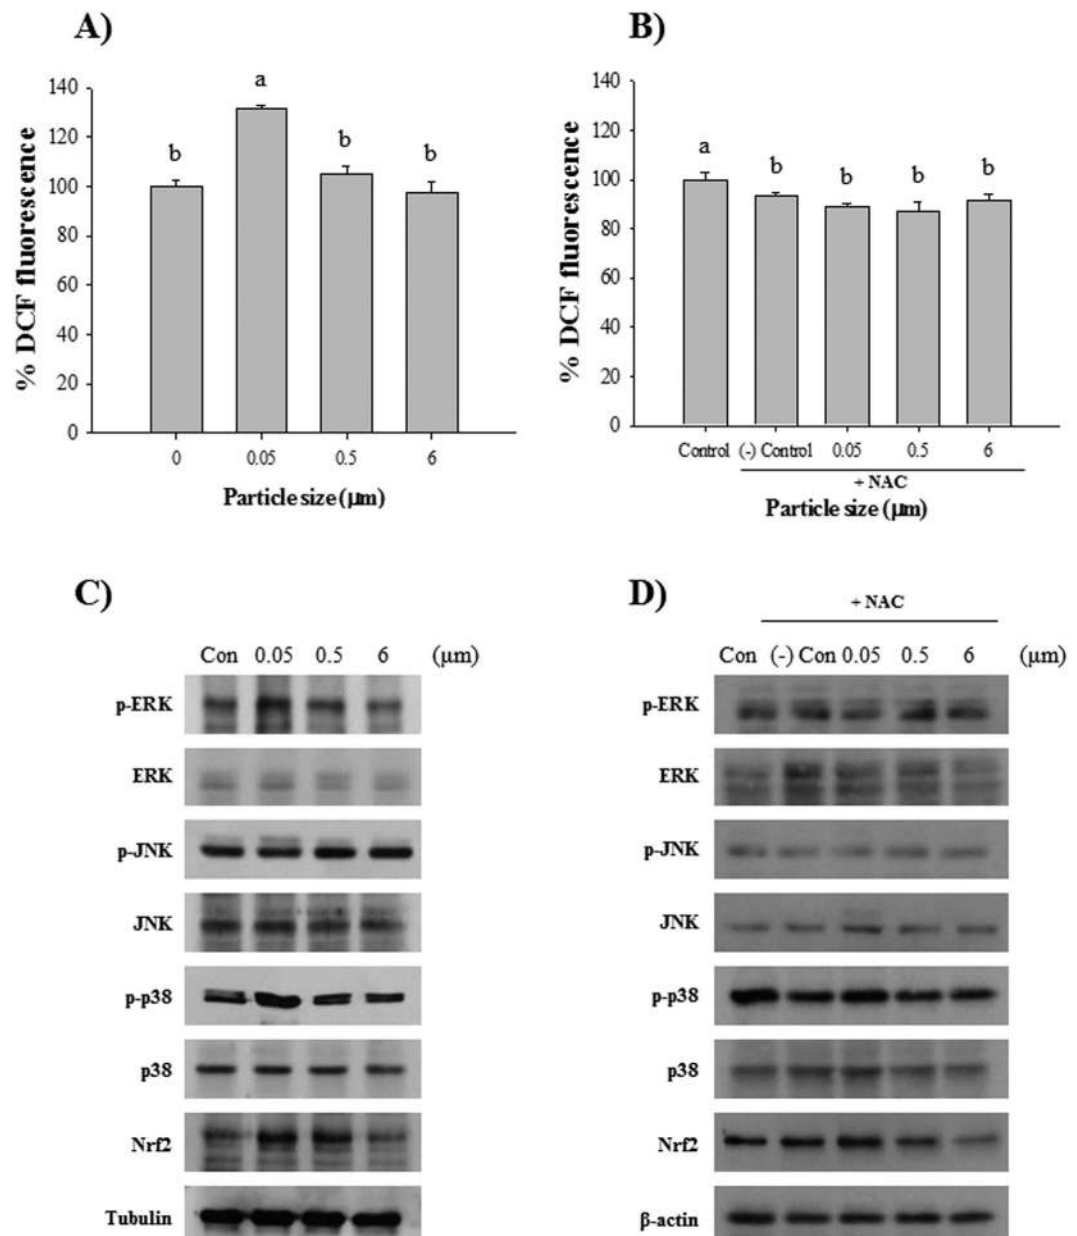 A)
140
120
100
80
60
40
20
0
% DCF fluorescence
b
a
b
b
0 0.05 0.5 6
Particle size (μm)
B)
140
120
100
80
60
40
20
0
% DCF fluorescence
a
b
b
b
b
Control (-) Control 0.05 0.5 6
+ NAC
Particle size (μm)
C)
Con 0.05 0.5 6 (μm)
p-ERK
ERK
p-JNK
JNK
p-p38
p38
Nrf2
Tubulin
D)
+ NAC
Con (-) Con 0.05 0.5 6 (μm)
p-ERK
ERK
p-JNK
JNK
p-p38
p38
Nrf2
β-actin